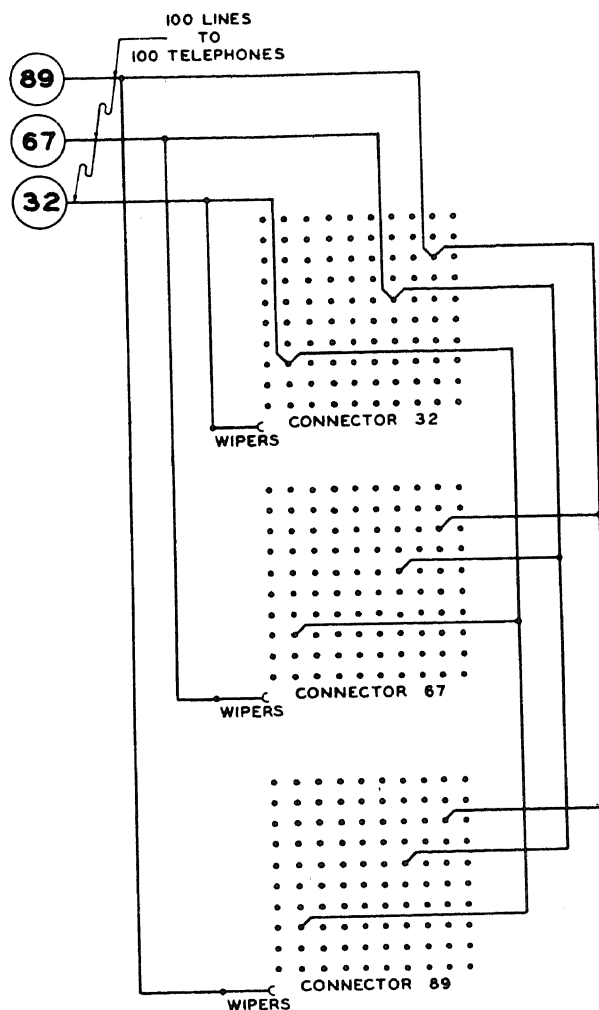 100 LINES
TO
100 TELEPHONES
89
67
32
CONNECTOR 32
WIPERS
CONNECTOR 67
WIPERS
CONNECTOR 89
WIPERS